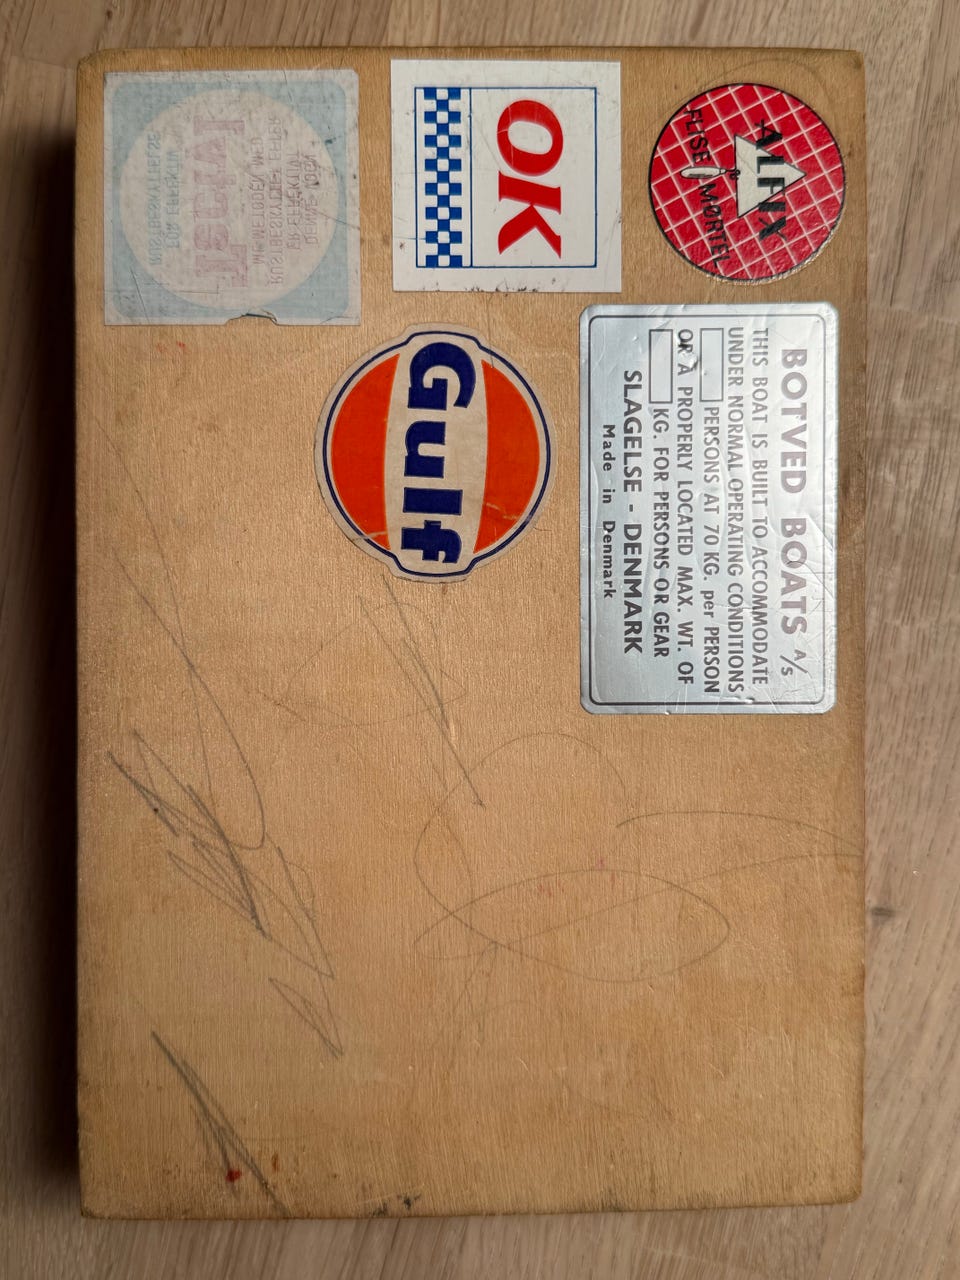 ALFIX
FLISE MØRTEL
BOTVED BOATS A/S
THIS BOAT IS BUILT TO ACCOMMODATE
UNDER NORMAL OPERATING CONDITIONS
PERSONS AT 70 KG. per PERSON
OR A PROPERLY LOCATED MAX. WT. OF
KG. FOR PERSONS OR GEAR
SLAGELSE - DENMARK
Made in Denmark
OK
Gulf